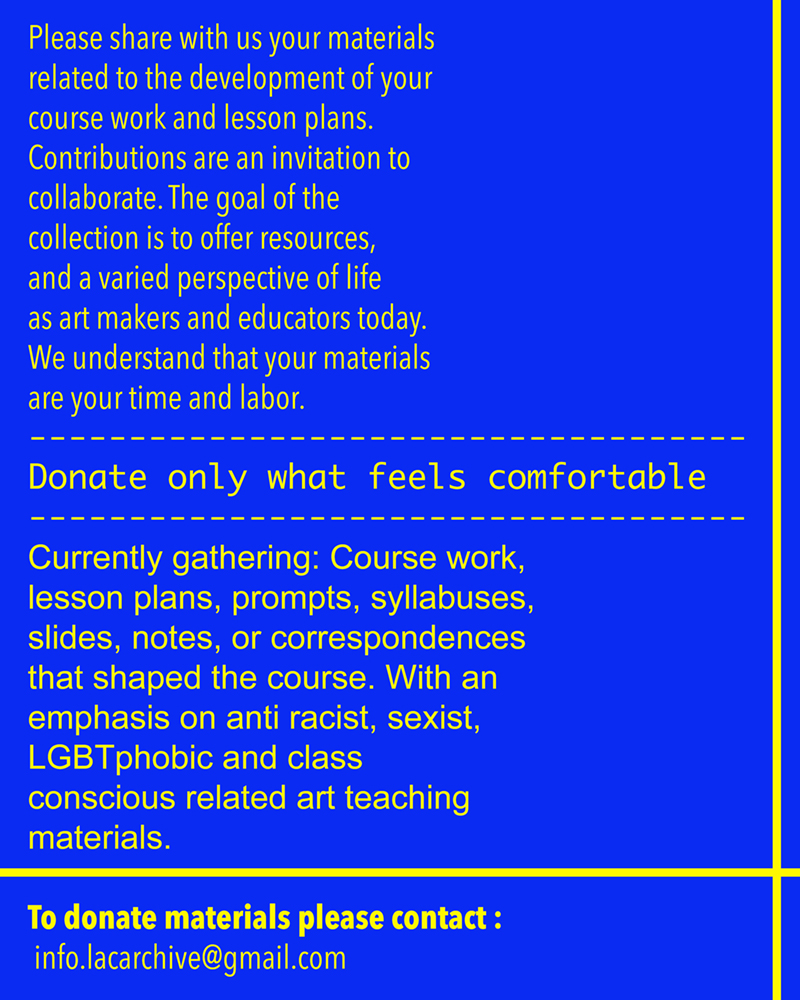 Please share with us your materials
related to the development of your
course work and lesson plans.
Contributions are an invitation to
collaborate. The goal of the
collection is to offer resources,
and a varied perspective of life
as art makers and educators today.
We understand that your materials
are your time and labor.
------------------------------------
Donate only what feels comfortable
------------------------------------
Currently gathering: Course work,
lesson plans, prompts, syllabuses,
slides, notes, or correspondences
that shaped the course. With an
emphasis on anti racist, sexist,
LGBTphobic and class
conscious related art teaching
materials.
To donate materials please contact :
info.lacarchive@gmail.com